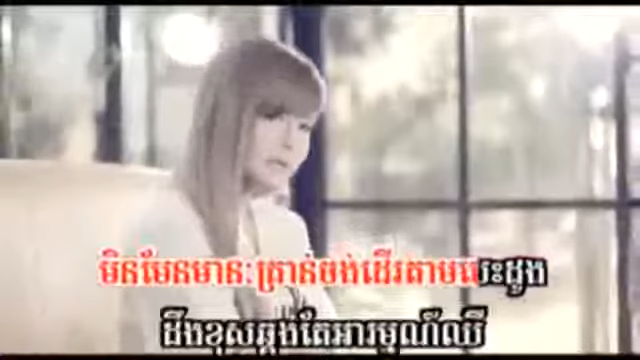 មិនមែនមានៈគ្រាន់ចង់ដើរតាមបេះដូង
ដឹងខុសឆ្គងតែអារម្មណ៍ឈឺ